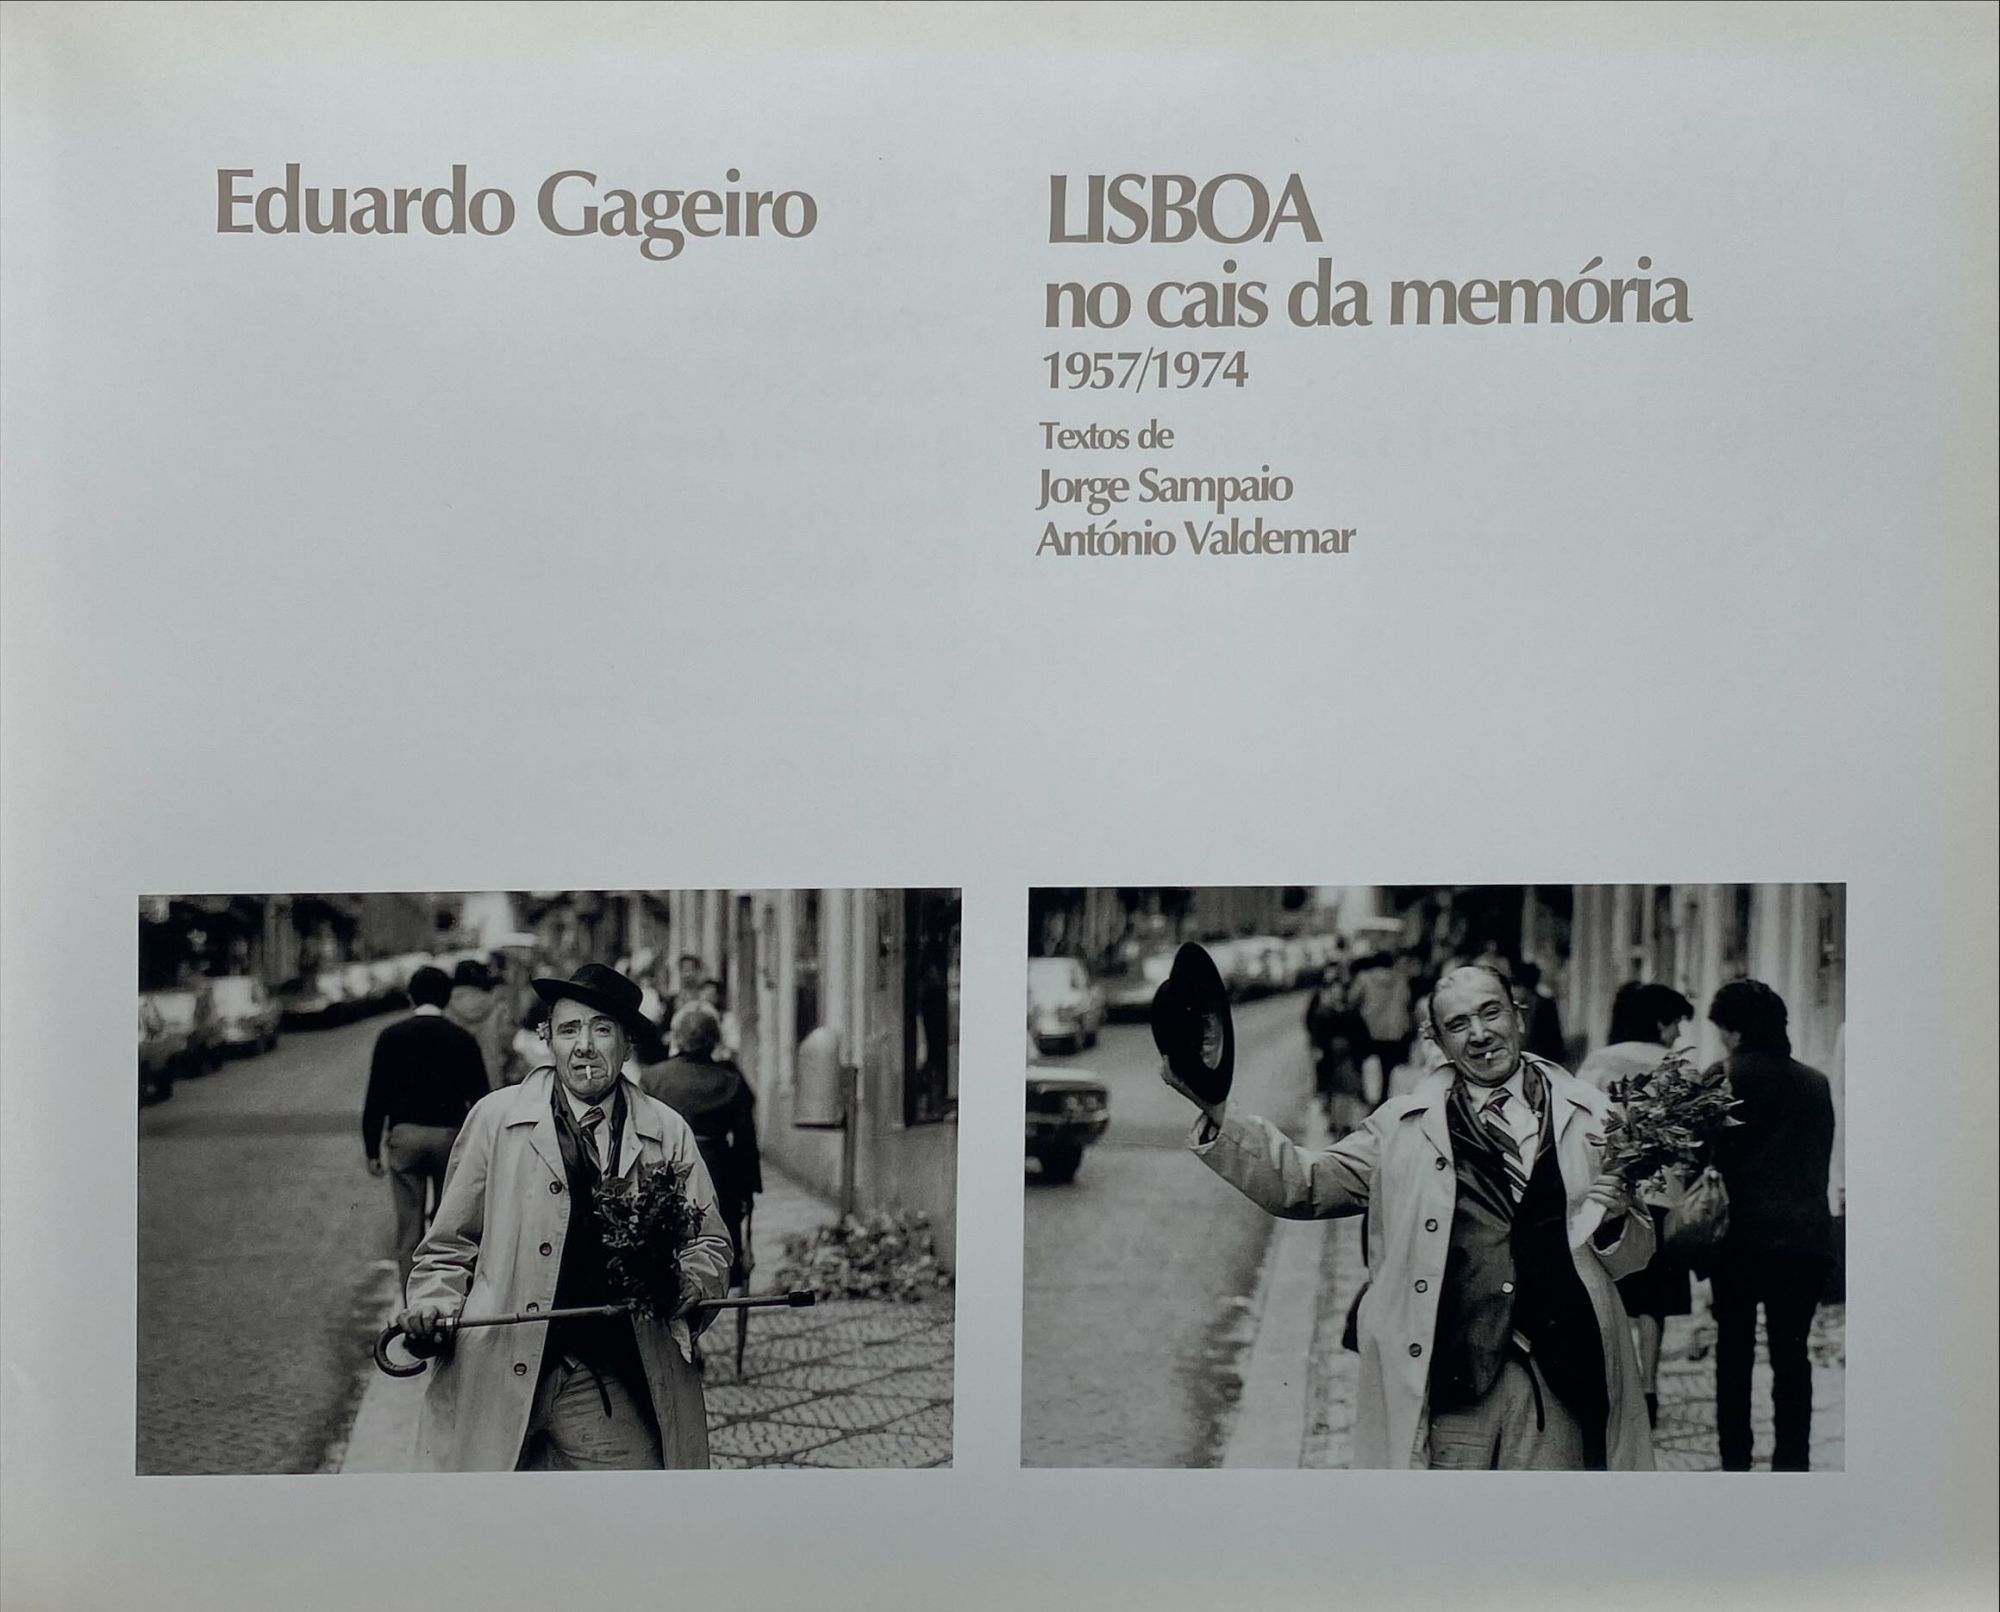 Eduardo Gageiro
LISBOA
no cais da memória
1957/1974
Textos de
Jorge Sampaio
António Valdemar